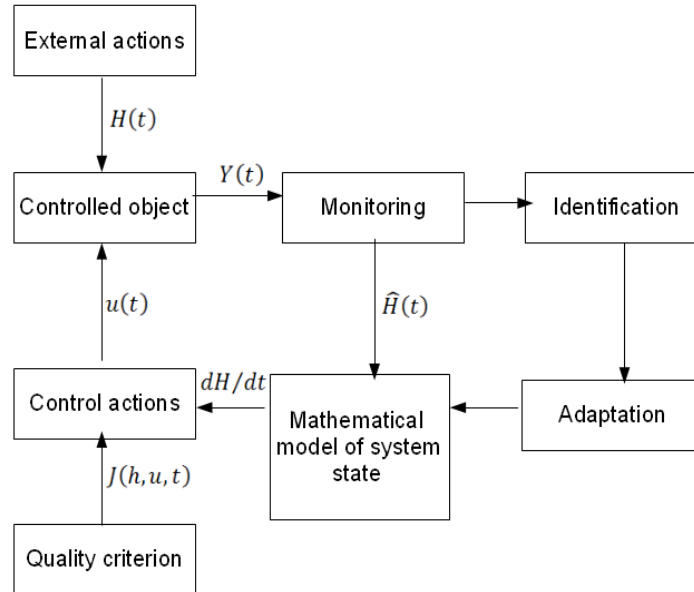 External actions
H(t)
Y(t)
Controlled object
Monitoring
Identification
u(t)
Ĥ(t)
dH/dt
Control actions
Mathematical
model of system
state
Adaptation
J(h,u,t)
Quality criterion